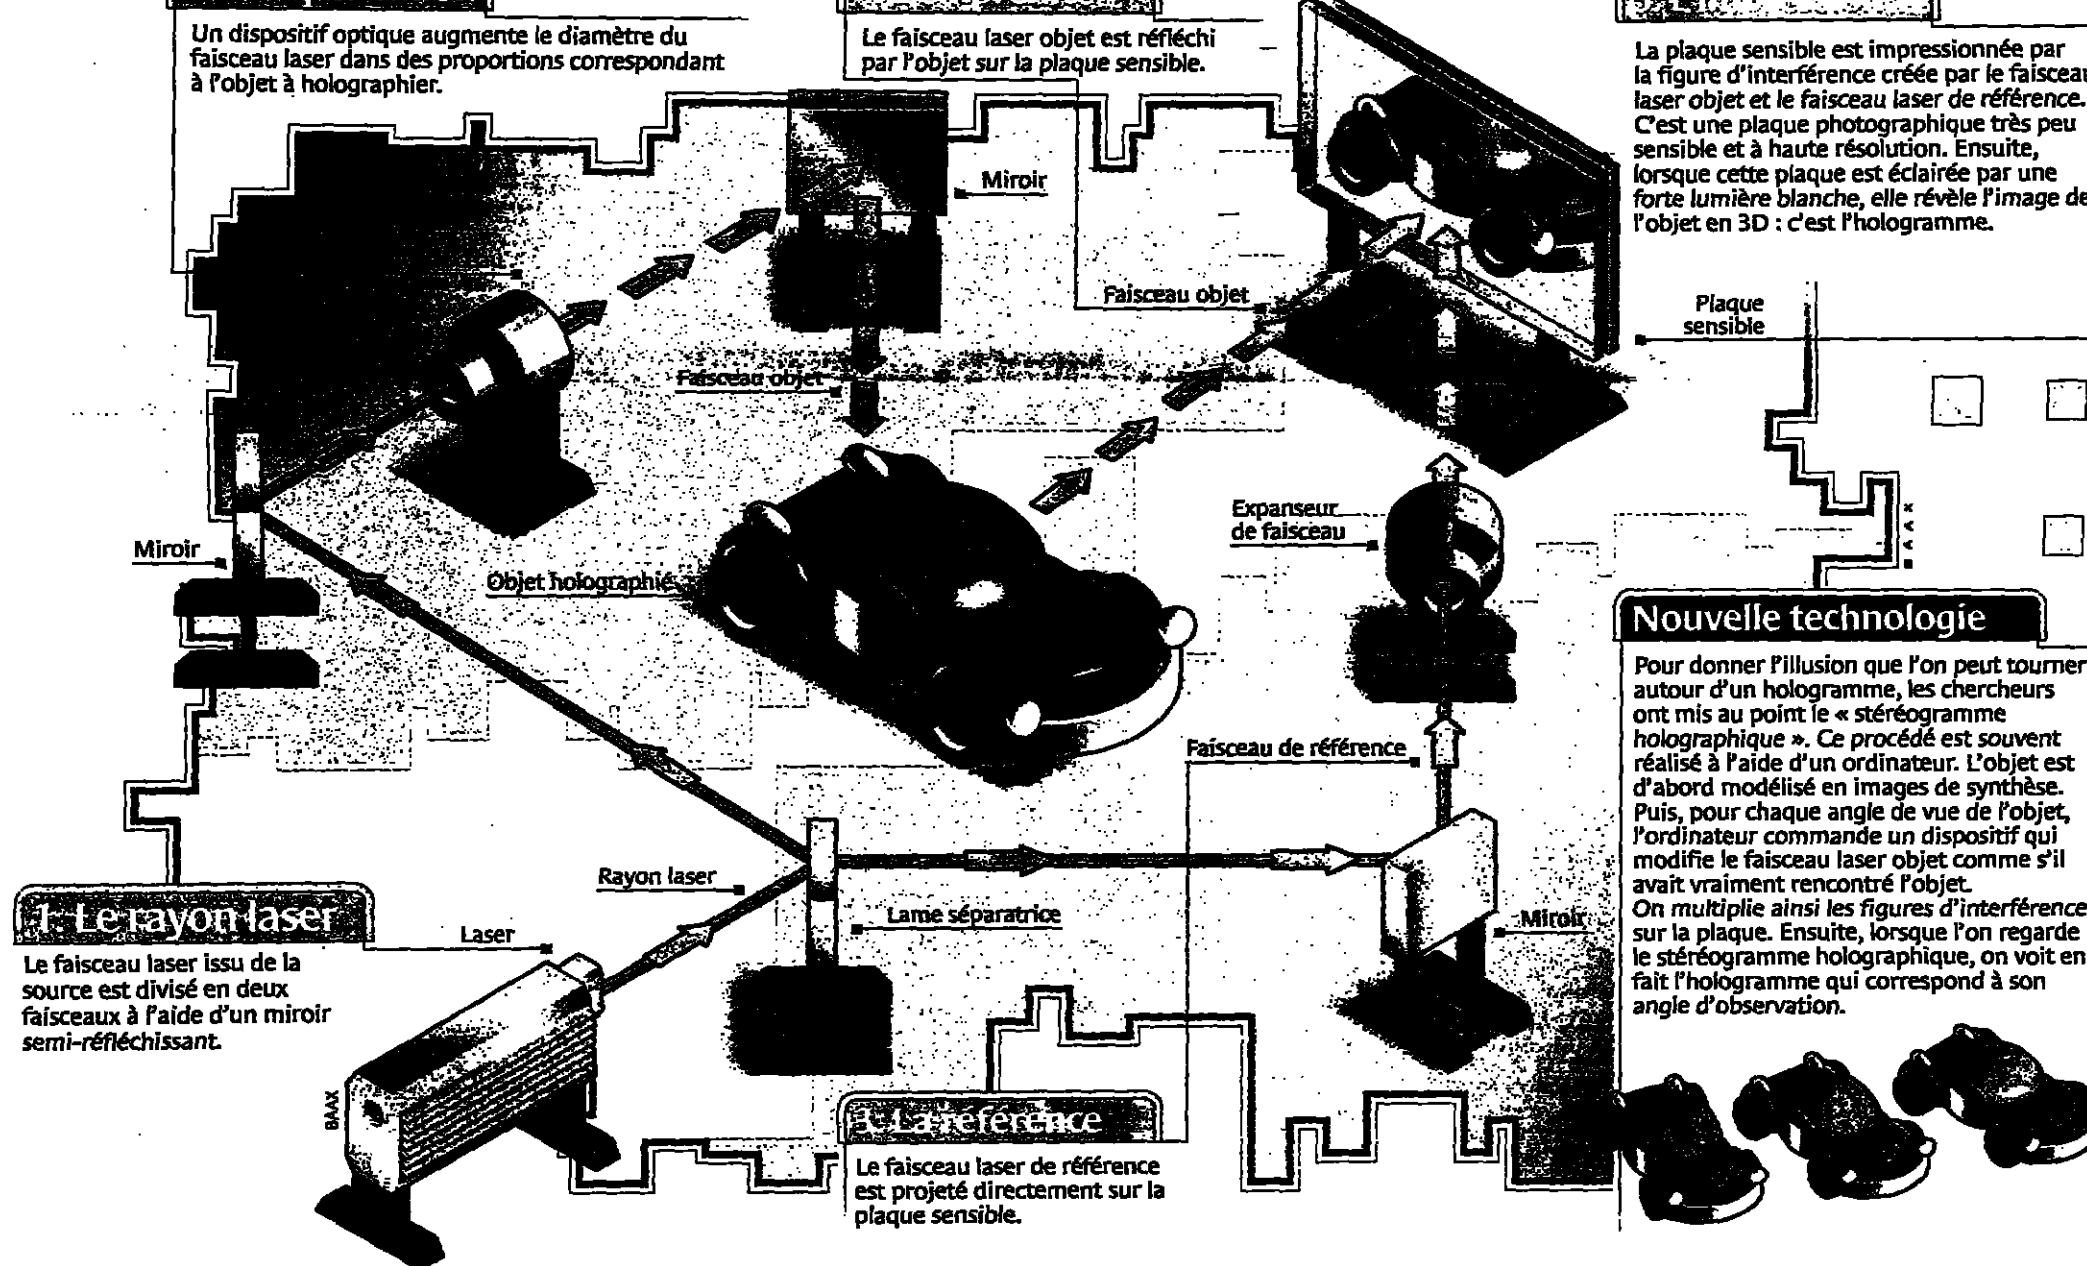 Un dispositif optique augmente le diamètre du
faisceau laser dans des proportions correspondant
à l'objet à holographier.
Le faisceau laser objet est réfléchi
par l'objet sur la plaque sensible.
La plaque sensible est impressionnée par
la figure d'interférence créée par le faisceau
laser objet et le faisceau laser de référence.
C'est une plaque photographique très peu
sensible et à haute résolution. Ensuite,
lorsque cette plaque est éclairée par une
forte lumière blanche, elle révèle l'image de
l'objet en 3D : c'est l'hologramme.
Miroir
Faisceau objet
Plaque
sensible
Faisceau objet
Expanseur
de faisceau
Miroir
Objet holographié
Faisceau de référence
Rayon laser
Lame séparatrice
Miroir
Laser
1. Le rayon laser
Le faisceau laser issu de la
source est divisé en deux
faisceaux à l'aide d'un miroir
semi-réfléchissant.
BAAX
La référence
Le faisceau laser de référence
est projeté directement sur la
plaque sensible.
Nouvelle technologie
Pour donner l'illusion que l'on peut tourner
autour d'un hologramme, les chercheurs
ont mis au point le « stéréogramme
holographique ». Ce procédé est souvent
réalisé à l'aide d'un ordinateur. L'objet est
d'abord modélisé en images de synthèse.
Puis, pour chaque angle de vue de l'objet,
l'ordinateur commande un dispositif qui
modifie le faisceau laser objet comme s'il
avait vraiment rencontré l'objet.
On multiplie ainsi les figures d'interférence
sur la plaque. Ensuite, lorsque l'on regarde
le stéréogramme holographique, on voit en
fait l'hologramme qui correspond à son
angle d'observation.